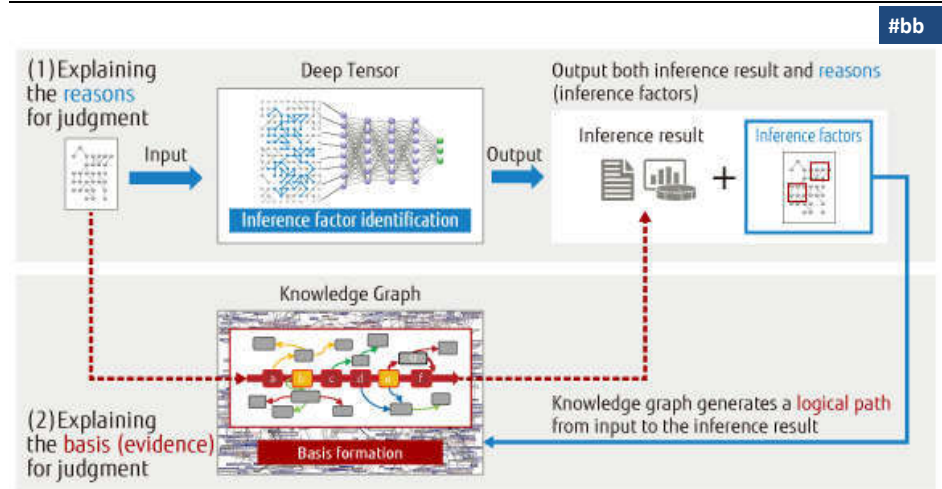 #bb
(1)Explaining
the reasons
for judgment
Deep Tensor
Output both inference result and reasons
(inference factors)
Input
Inference factor identification
Output
Inference result
+
Inference factors
Knowledge Graph
a b c d e f
Basis formation
(2)Explaining
the basis (evidence)
for judgment
Knowledge graph generates a logical path
from input to the inference result